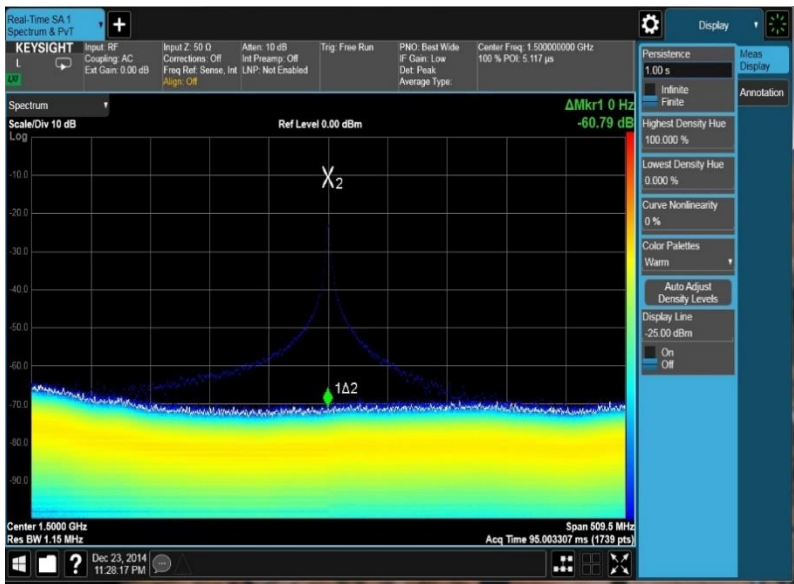 Real-Time SA 1
Spectrum & PvT
+
Display
KEYSIGHT
L
Input: RF
Coupling: AC
Ext Gain: 0.00 dB
Input Z: 50 Ω
Corrections: Off
Freq Ref: Sense, Int
Align: Off
Atten: 10 dB
Int Preamp: Off
LNP: Not Enabled
Trig: Free Run
PNO: Best Wide
IF Gain: Low
Det: Peak
Average Type:
Center Freq: 1.500000000 GHz
100 % POI: 5.117 µs
Spectrum
Scale/Div 10 dB
Log
Ref Level 0.00 dBm
ΔMkr1 0 Hz
-60.79 dB
-10.0
-20.0
-30.0
-40.0
-50.0
-60.0
-70.0
-80.0
-90.0
X2
1Δ2
Center 1.5000 GHz
Res BW 1.15 MHz
Span 509.5 MHz
Acq Time 95.003307 ms (1739 pts)
Persistence
1.00 s
Infinite
Finite
Highest Density Hue
100.000 %
Lowest Density Hue
0.000 %
Curve Nonlinearity
0 %
Color Palettes
Warm
Auto Adjust
Density Levels
Display Line
-25.00 dBm
On
Off
Meas
Display
Annotation
?
Dec 23, 2014
11:28:17 PM